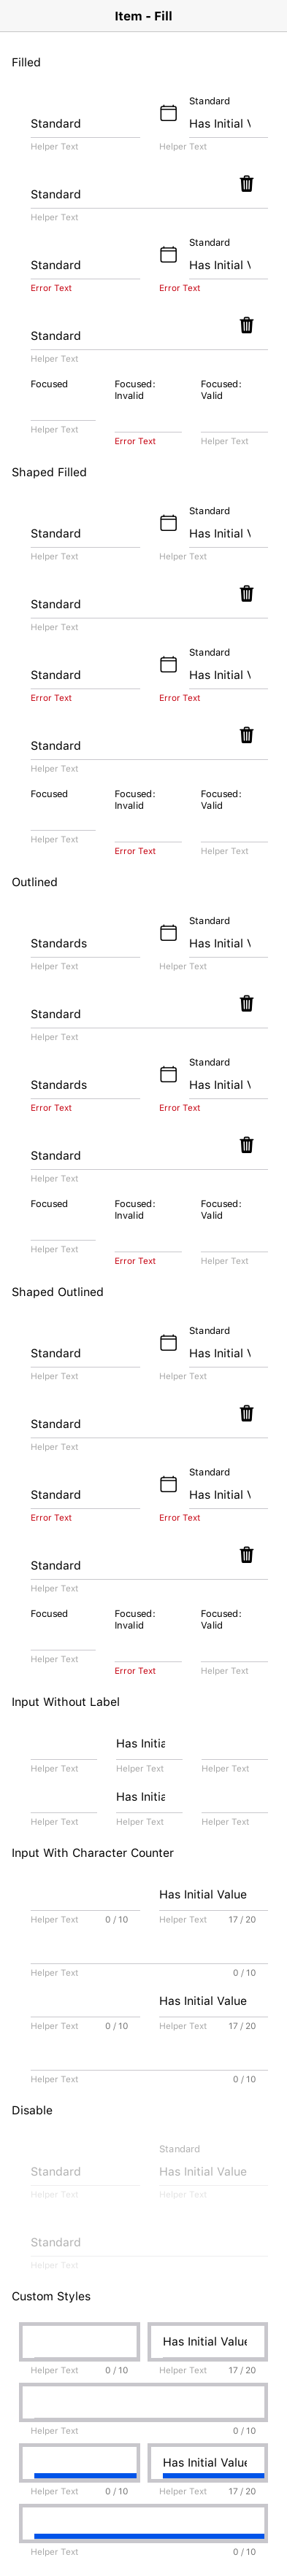 Item - Fill
Filled
Standard
Standard Has Initial V
Helper Text Helper Text
Standard
Helper Text
Standard
Standard Has Initial V
Error Text Error Text
Standard
Helper Text
Focused Focused: Focused:
Invalid Valid
Helper Text
Error Text Helper Text
Shaped Filled
Standard
Standard Has Initial V
Helper Text Helper Text
Standard
Helper Text
Standard
Standard Has Initial V
Error Text Error Text
Standard
Helper Text
Focused Focused: Focused:
Invalid Valid
Helper Text
Error Text Helper Text
Outlined
Standard
Standards Has Initial V
Helper Text Helper Text
Standard
Helper Text
Standard
Standards Has Initial V
Error Text Error Text
Standard
Helper Text
Focused Focused: Focused:
Invalid Valid
Helper Text
Error Text Helper Text
Shaped Outlined
Standard
Standard Has Initial V
Helper Text Helper Text
Standard
Helper Text
Standard
Standard Has Initial V
Error Text Error Text
Standard
Helper Text
Focused Focused: Focused:
Invalid Valid
Helper Text
Error Text Helper Text
Input Without Label
Has Initia
Helper Text Helper Text Helper Text
Has Initia
Helper Text Helper Text Helper Text
Input With Character Counter
Has Initial Value
Helper Text 0 / 10 Helper Text 17 / 20
Helper Text 0 / 10
Has Initial Value
Helper Text 0 / 10 Helper Text 17 / 20
Helper Text 0 / 10
Disable
Standard
Standard Has Initial Value
Helper Text Helper Text
Standard
Helper Text
Custom Styles
Has Initial Value
Helper Text 0 / 10 Helper Text 17 / 20
Helper Text 0 / 10
Has Initial Value
Helper Text 0 / 10 Helper Text 17 / 20
Helper Text 0 / 10